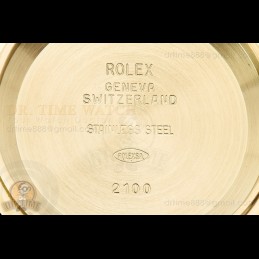 ROLEX
GENEVA
SWITZERLAND
STAINLESS STEEL
2100